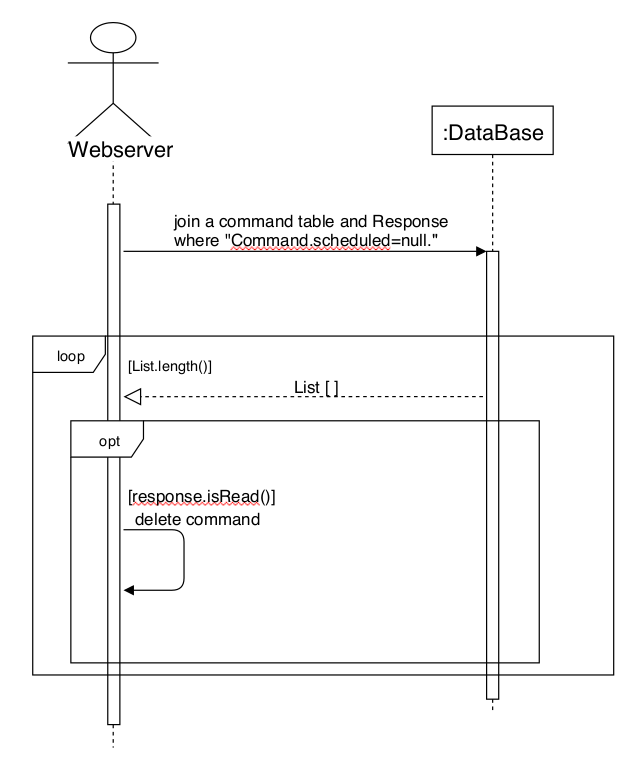 Webserver
:DataBase
join a command table and Response
where "Command.scheduled=null."
loop
[List.length()]
List [ ]
opt
[response.isRead()]
delete command